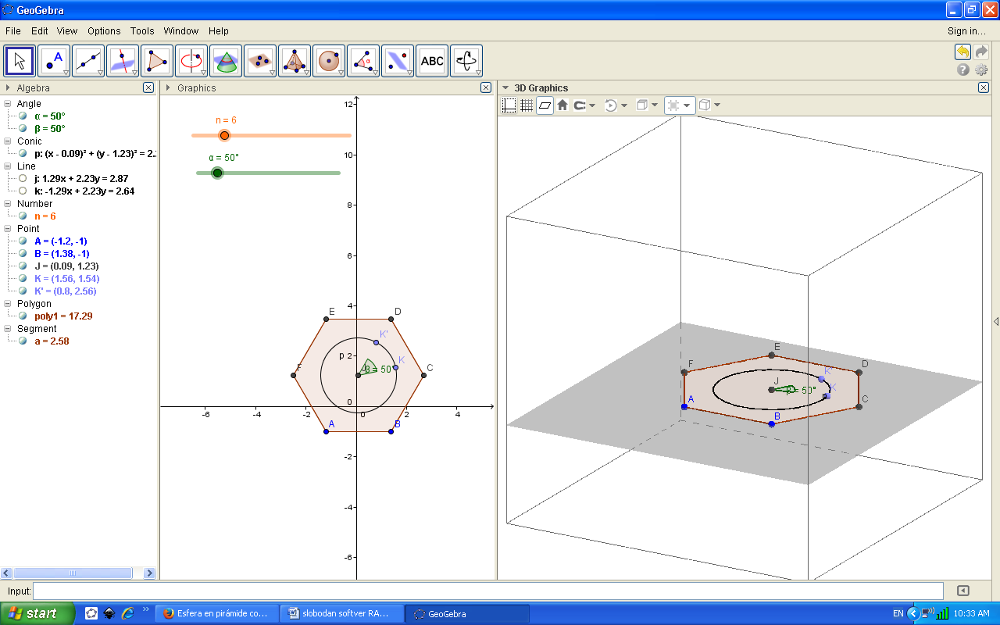 GeoGebra
File Edit View Options Tools Window Help
Sign in...
ABC
Algebra
Graphics
3D Graphics
Angle
α = 50°
β = 50°
Conic
p: (x - 0.09)² + (y - 1.23)² = 2.
Line
j: 1.29x + 2.23y = 2.87
k: -1.29x + 2.23y = 2.64
Number
n = 6
Point
A = (-1.2, -1)
B = (1.38, -1)
J = (0.09, 1.23)
K = (1.56, 1.54)
K' = (0.8, 2.56)
Polygon
poly1 = 17.29
Segment
a = 2.58
n = 6
α = 50°
12
10
8
6
4
E D
K'
p 2
K
F
β = 50°
C
0
-6 -4 -2 0 2 4
A B
-2
-4
-6
E
F D
J K'
β = 50° K
A C
B
Input:
start
Esfera en pirámide co...
slobodan softver RA...
GeoGebra
EN
10:33 AM